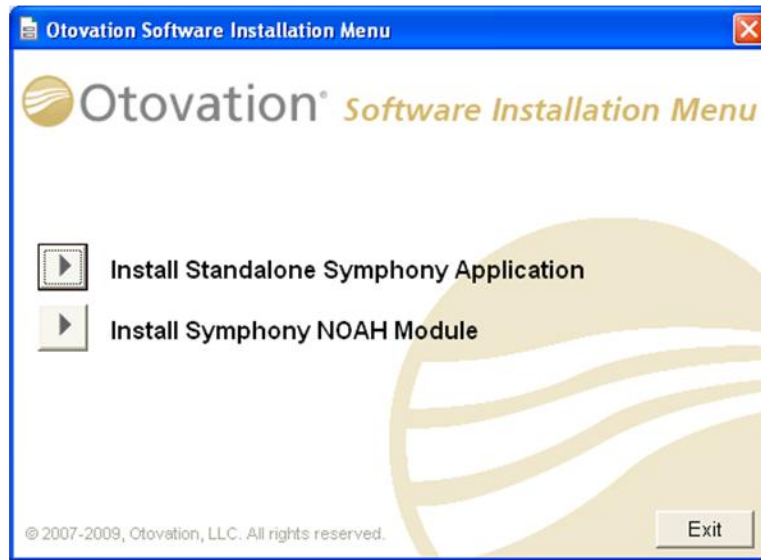 Otovation Software Installation Menu
Otovation® Software Installation Menu
Install Standalone Symphony Application
Install Symphony NOAH Module
© 2007-2009, Otovation, LLC. All rights reserved.
Exit